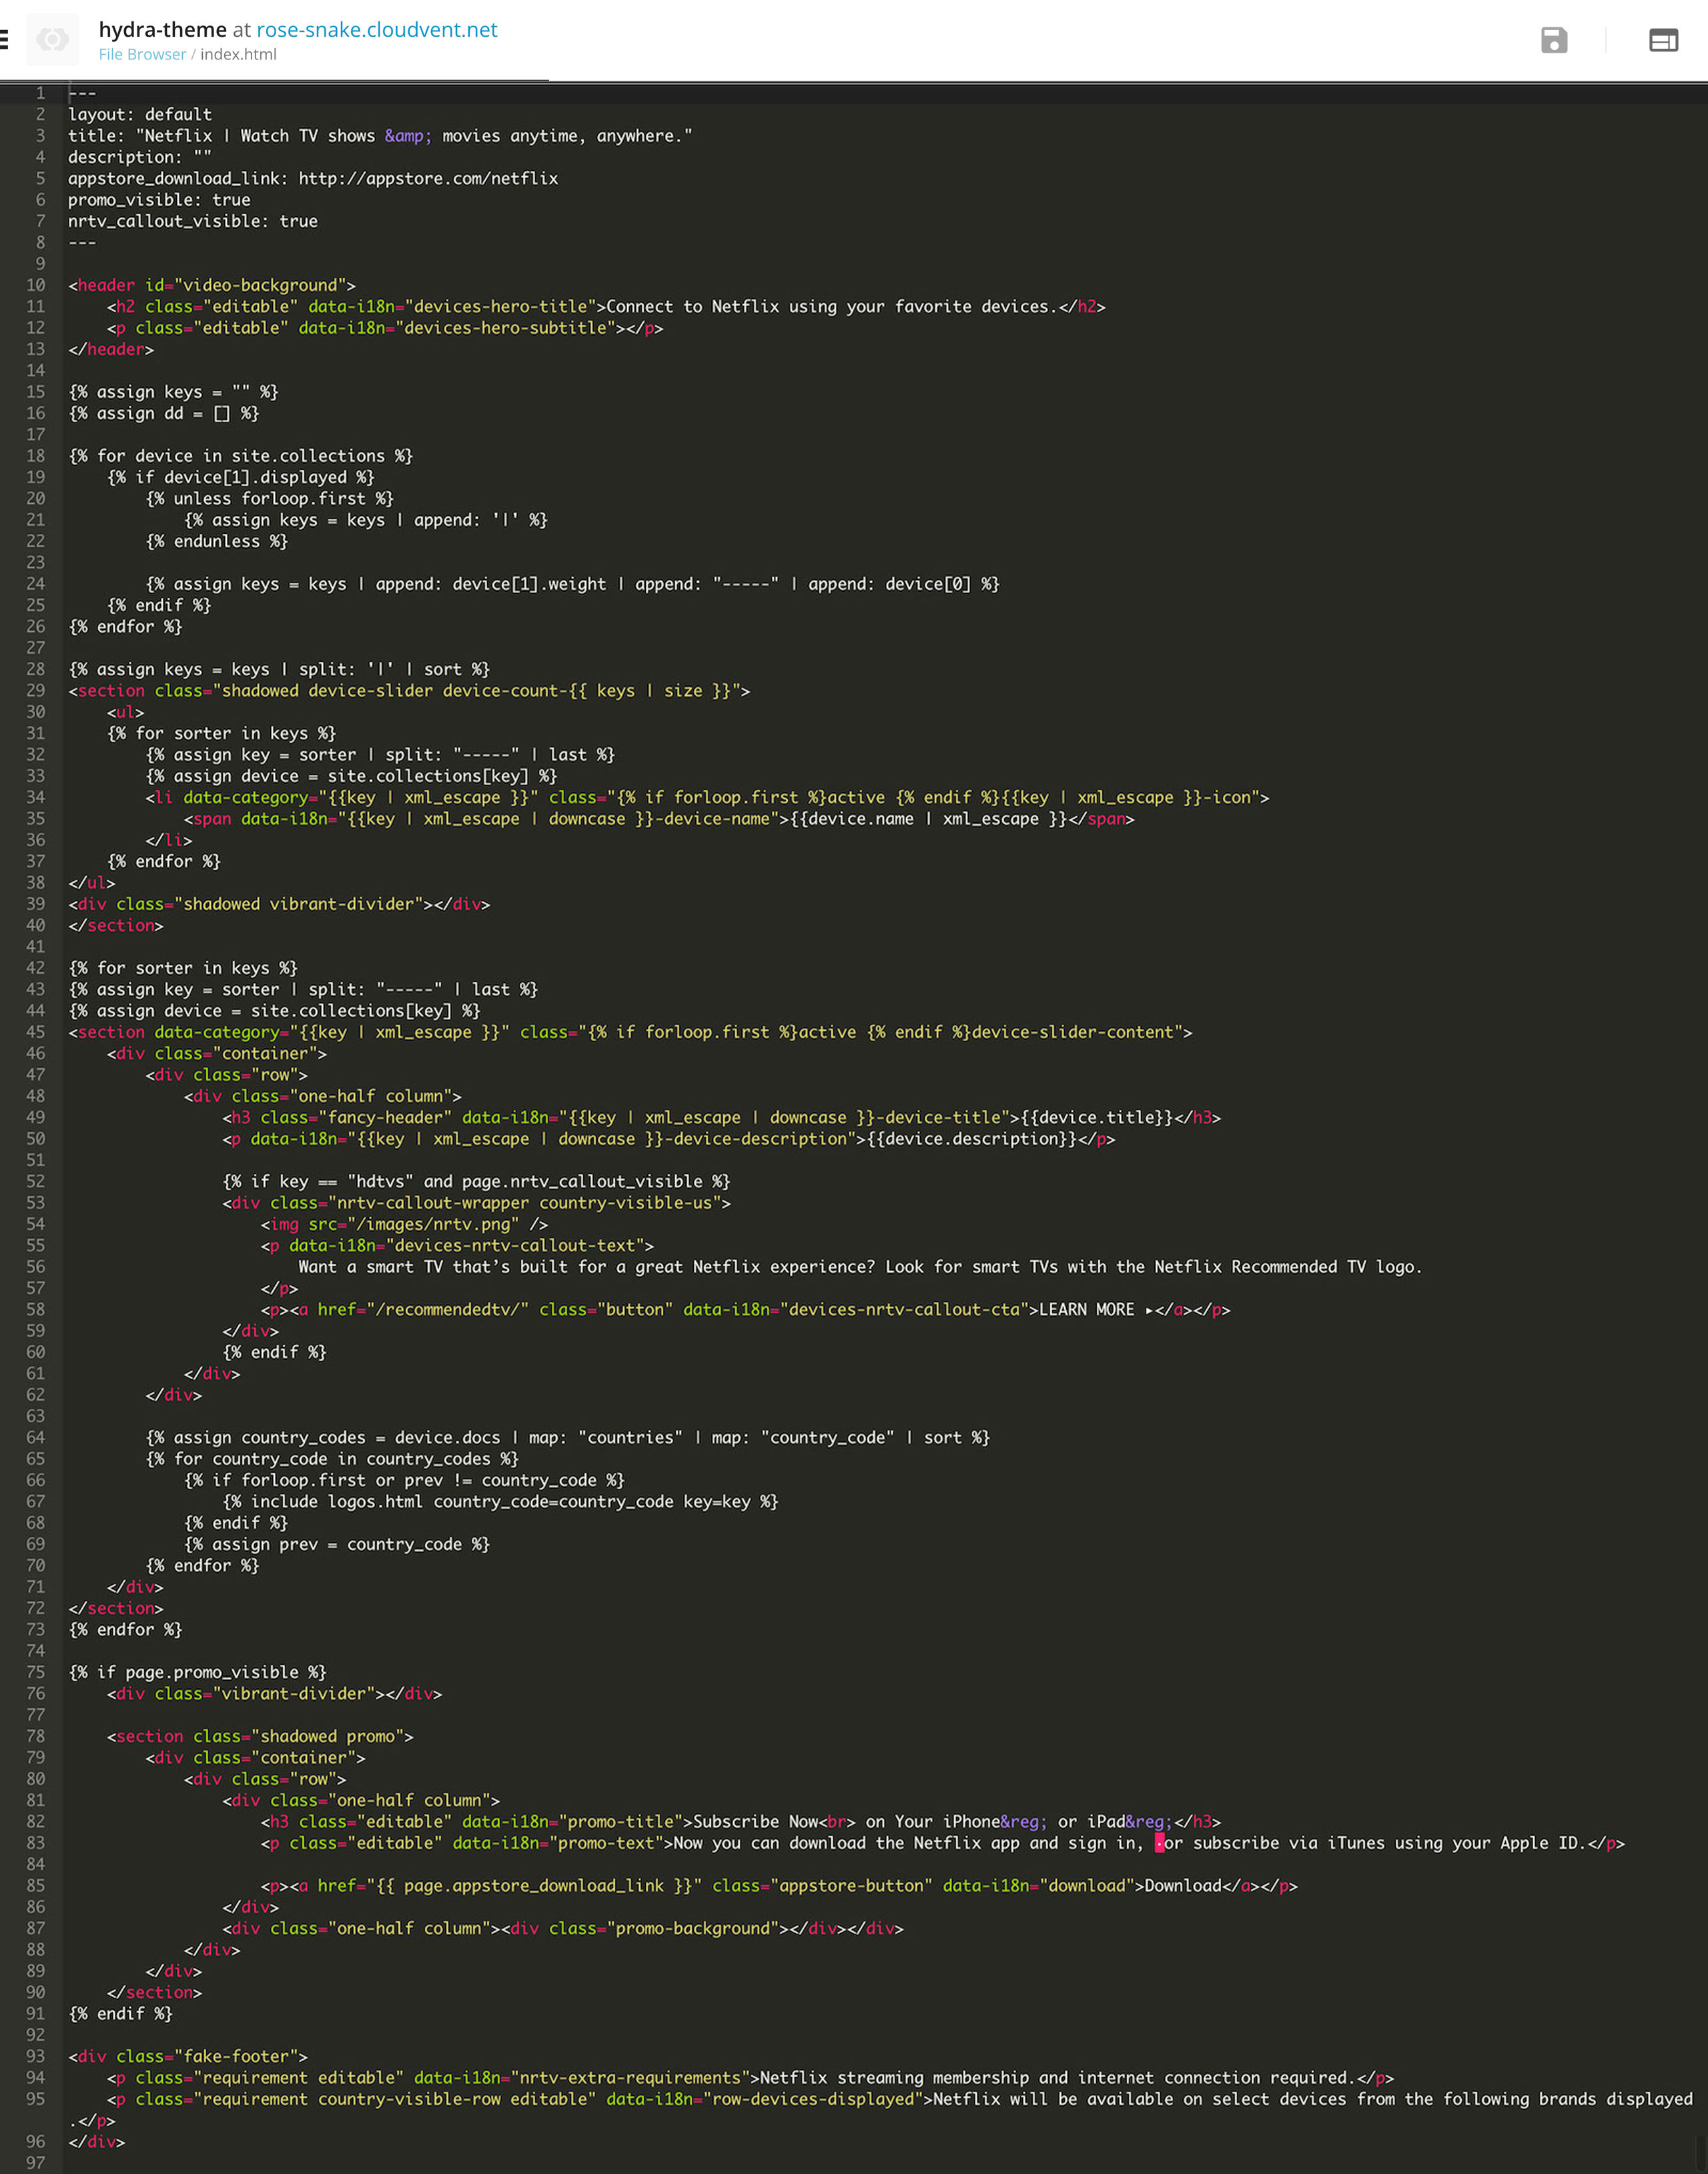 hydra-theme at rose-snake.cloudvent.net
File Browser / index.html
1 ---
2 layout: default
3 title: "Netflix | Watch TV shows &amp; movies anytime, anywhere."
4 description: ""
5 appstore_download_link: http://appstore.com/netflix
6 promo_visible: true
7 nrtv_callout_visible: true
8 ---
9
10 <header id="video-background">
11     <h2 class="editable" data-i18n="devices-hero-title">Connect to Netflix using your favorite devices.</h2>
12     <p class="editable" data-i18n="devices-hero-subtitle"></p>
13 </header>
14
15 {% assign keys = "" %}
16 {% assign dd = [] %}
17
18 {% for device in site.collections %}
19     {% if device[1].displayed %}
20         {% unless forloop.first %}
21             {% assign keys = keys | append: '|' %}
22         {% endunless %}
23
24         {% assign keys = keys | append: device[1].weight | append: "-----" | append: device[0] %}
25     {% endif %}
26 {% endfor %}
27
28 {% assign keys = keys | split: '|' | sort %}
29 <section class="shadowed device-slider device-count-{{ keys | size }}">
30     <ul>
31     {% for sorter in keys %}
32         {% assign key = sorter | split: "-----" | last %}
33         {% assign device = site.collections[key] %}
34         <li data-category="{{key | xml_escape }}" class="{% if forloop.first %}active {% endif %}{{key | xml_escape }}-icon">
35             <span data-i18n="{{key | xml_escape | downcase }}-device-name">{{device.name | xml_escape }}</span>
36         </li>
37     {% endfor %}
38 </ul>
39 <div class="shadowed vibrant-divider"></div>
40 </section>
41
42 {% for sorter in keys %}
43 {% assign key = sorter | split: "-----" | last %}
44 {% assign device = site.collections[key] %}
45 <section data-category="{{key | xml_escape }}" class="{% if forloop.first %}active {% endif %}device-slider-content">
46     <div class="container">
47         <div class="row">
48             <div class="one-half column">
49                 <h3 class="fancy-header" data-i18n="{{key | xml_escape | downcase }}-device-title">{{device.title}}</h3>
50                 <p data-i18n="{{key | xml_escape | downcase }}-device-description">{{device.description}}</p>
51
52                 {% if key == "hdtvs" and page.nrtv_callout_visible %}
53                 <div class="nrtv-callout-wrapper country-visible-us">
54                     <img src="/images/nrtv.png" />
55                     <p data-i18n="devices-nrtv-callout-text">
56                         Want a smart TV that’s built for a great Netflix experience? Look for smart TVs with the Netflix Recommended TV logo.
57                     </p>
58                     <p><a href="/recommendedtv/" class="button" data-i18n="devices-nrtv-callout-cta">LEARN MORE ▸</a></p>
59                 </div>
60                 {% endif %}
61             </div>
62         </div>
63
64         {% assign country_codes = device.docs | map: "countries" | map: "country_code" | sort %}
65         {% for country_code in country_codes %}
66             {% if forloop.first or prev != country_code %}
67                 {% include logos.html country_code=country_code key=key %}
68             {% endif %}
69             {% assign prev = country_code %}
70         {% endfor %}
71     </div>
72 </section>
73 {% endfor %}
74
75 {% if page.promo_visible %}
76     <div class="vibrant-divider"></div>
77
78     <section class="shadowed promo">
79         <div class="container">
80             <div class="row">
81                 <div class="one-half column">
82                     <h3 class="editable" data-i18n="promo-title">Subscribe Now<br> on Your iPhone&reg; or iPad&reg;</h3>
83                     <p class="editable" data-i18n="promo-text">Now you can download the Netflix app and sign in, ·or subscribe via iTunes using your Apple ID.</p>
84
85                     <p><a href="{{ page.appstore_download_link }}" class="appstore-button" data-i18n="download">Download</a></p>
86                 </div>
87                 <div class="one-half column"><div class="promo-background"></div></div>
88             </div>
89         </div>
90     </section>
91 {% endif %}
92
93 <div class="fake-footer">
94     <p class="requirement editable" data-i18n="nrtv-extra-requirements">Netflix streaming membership and internet connection required.</p>
95     <p class="requirement country-visible-row editable" data-i18n="row-devices-displayed">Netflix will be available on select devices from the following brands displayed
.</p>
96 </div>
97